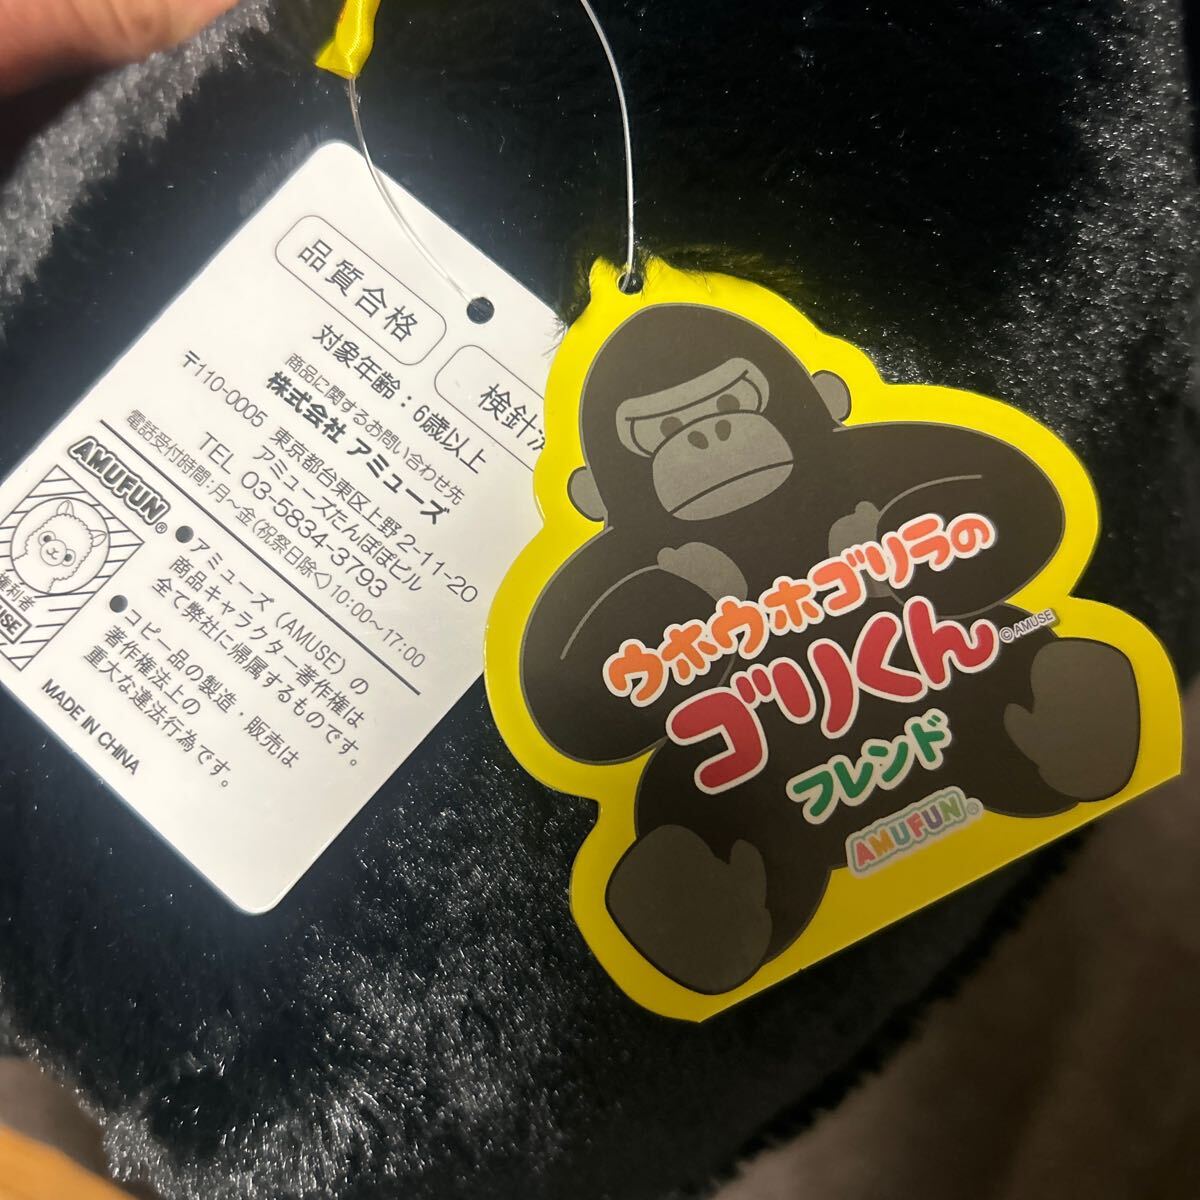 品質合格
検針済
対象年齢：6歳以上
商品に関するお問い合わせ先
株式会社 アミューズ
〒110-0005 東京都台東区上野2-11-20
アミューズたんぽぽビル
TEL 03-5834-3793
電話受付時間：月～金(祝祭日除く) 10:00～17:00
AMUFUN®
権利者
●アミューズ (AMUSE) の
商品キャラクター著作権は
全て弊社に帰属するものです。
●コピー品の製造・販売は
著作権法上の
重大な違法行為です。
MADE IN CHINA
ウホウホゴリラの
ゴリくん
©AMUSE
フレンド
AMUFUN®